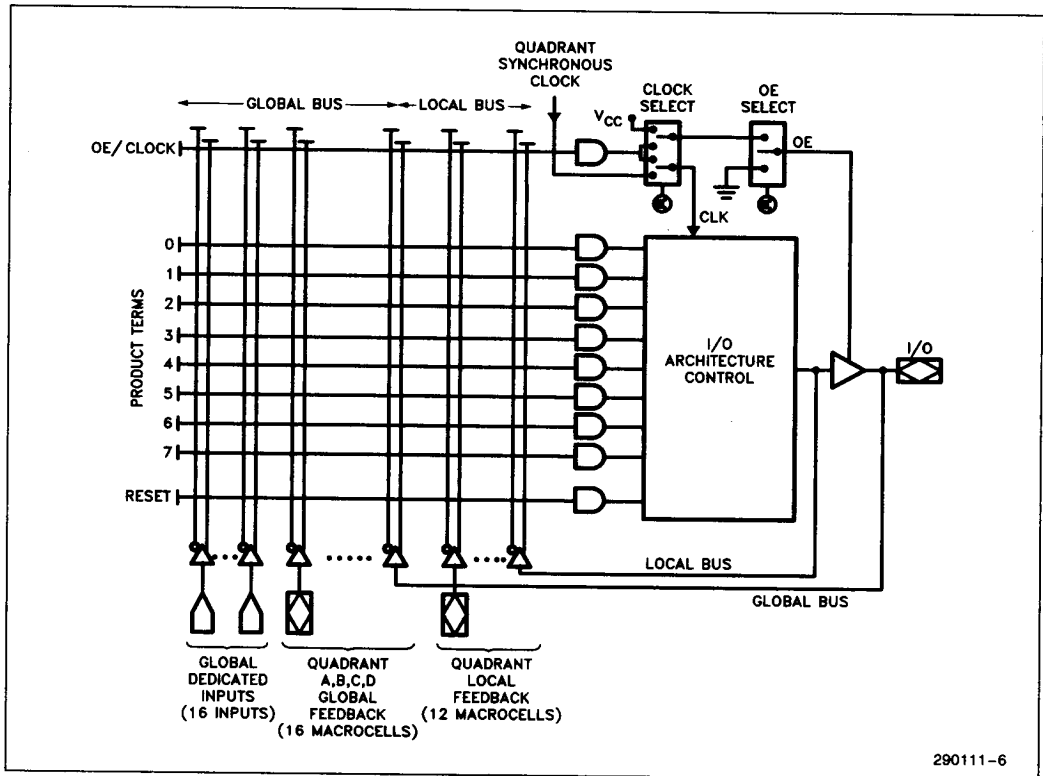 QUADRANT
SYNCHRONOUS
CLOCK
GLOBAL BUS
LOCAL BUS
CLOCK
SELECT
OE
SELECT
VCC
OE/CLOCK
OE
CLK
PRODUCT TERMS
0
1
2
3
4
5
6
7
RESET
I/O
ARCHITECTURE
CONTROL
I/O
LOCAL BUS
GLOBAL BUS
GLOBAL
DEDICATED
INPUTS
(16 INPUTS)
QUADRANT
A,B,C,D
GLOBAL
FEEDBACK
(16 MACROCELLS)
QUADRANT
LOCAL
FEEDBACK
(12 MACROCELLS)
290111-6